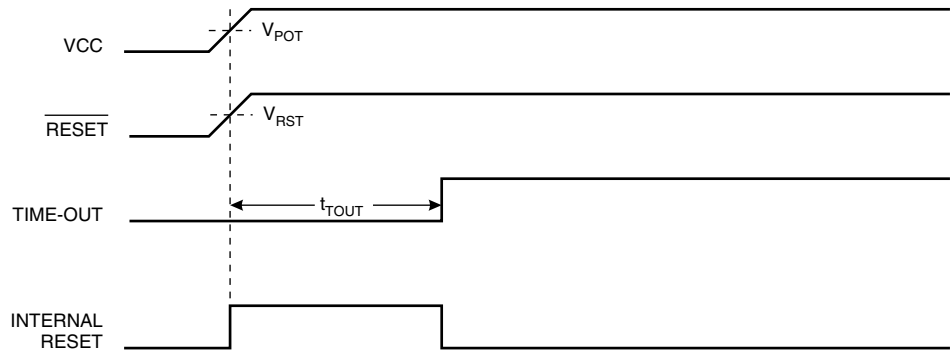 VCC
V_POT
RESET
V_RST
TIME-OUT
t_TOUT
INTERNAL
RESET